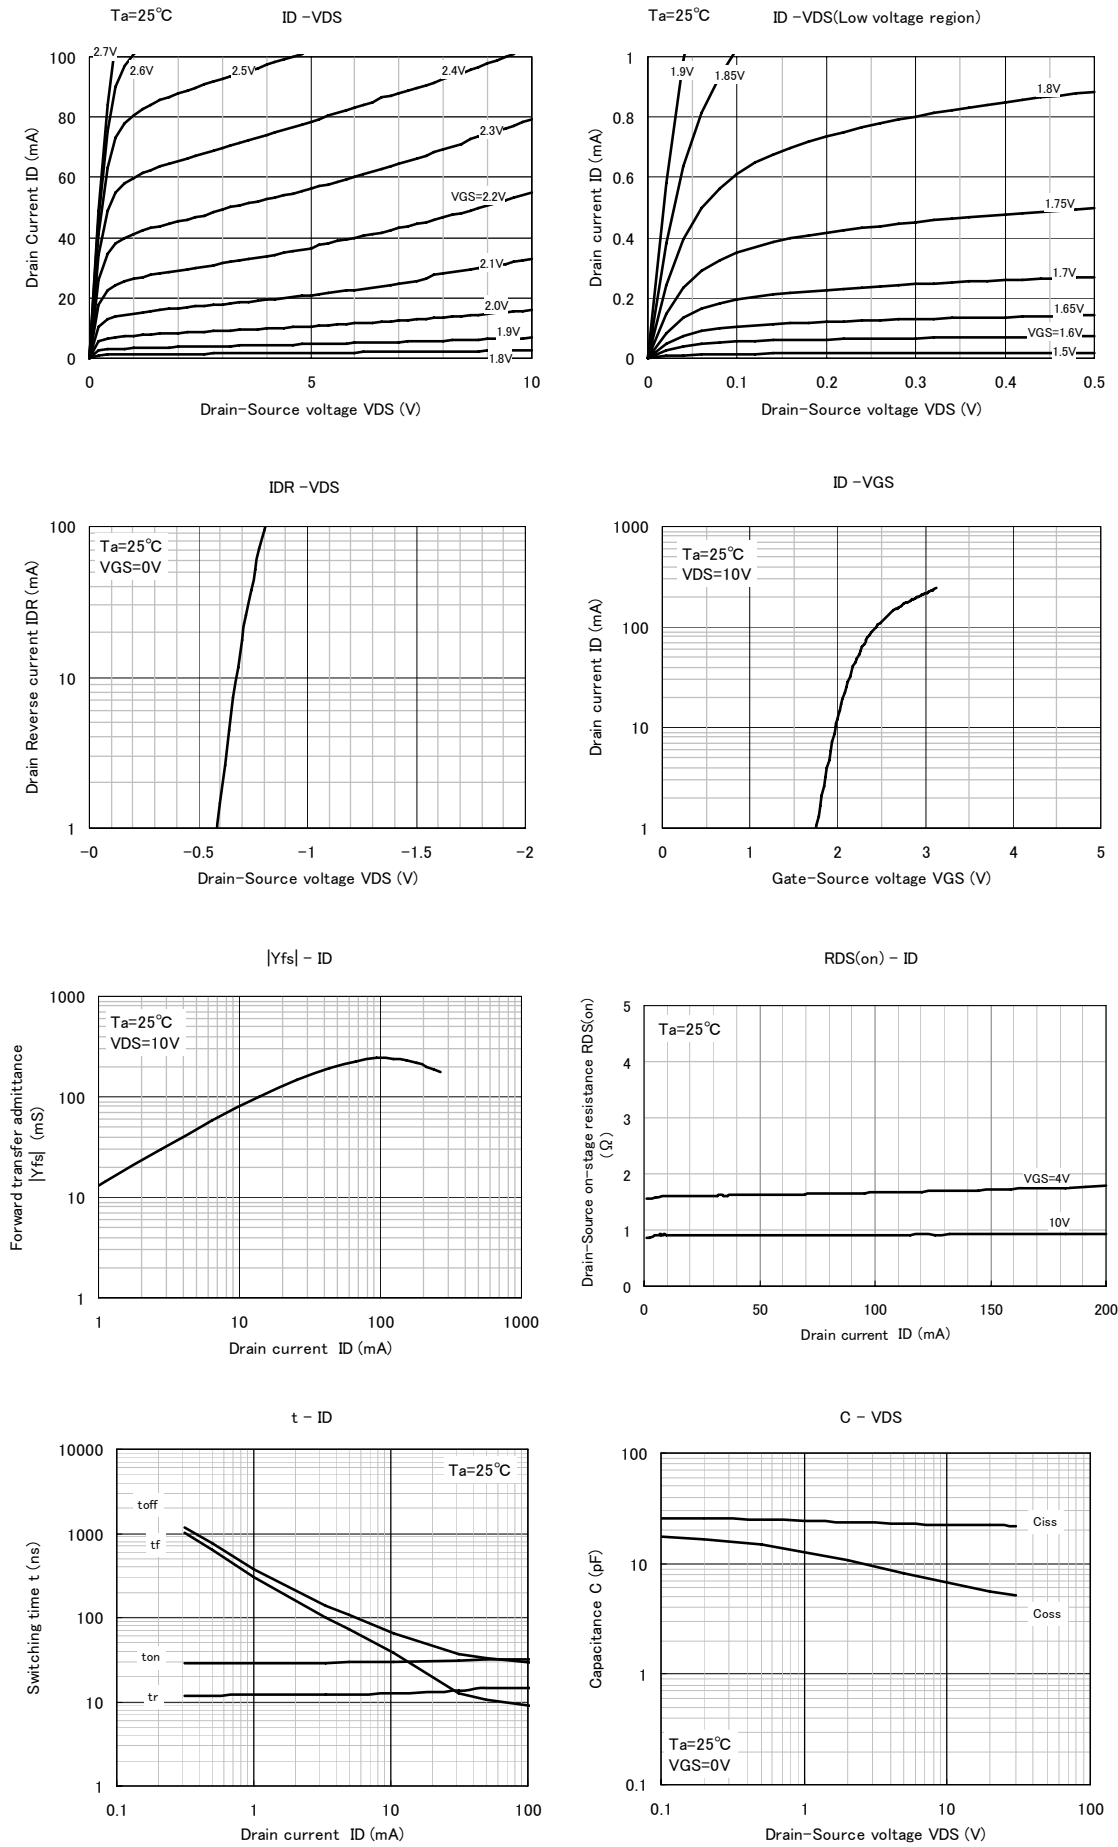 Ta=25℃ ID -VDS
2.7V
2.6V
2.5V
2.4V
2.3V
VGS=2.2V
2.1V
2.0V
1.9V
1.8V
100
80
60
40
20
0
0 5 10
Drain Current ID (mA)
Drain-Source voltage VDS (V)
Ta=25℃ ID -VDS(Low voltage region)
1.9V
1.85V
1.8V
1.75V
1.7V
1.65V
VGS=1.6V
1.5V
1
0.8
0.6
0.4
0.2
0
0 0.1 0.2 0.3 0.4 0.5
Drain current ID (mA)
Drain-Source voltage VDS (V)
IDR -VDS
Ta=25℃
VGS=0V
100
10
1
-0 -0.5 -1 -1.5 -2
Drain Reverse current IDR (mA)
Drain-Source voltage VDS (V)
ID -VGS
Ta=25℃
VDS=10V
1000
100
10
1
0 1 2 3 4 5
Drain current ID (mA)
Gate-Source voltage VGS (V)
|Yfs| - ID
Ta=25℃
VDS=10V
1000
100
10
1
1 10 100 1000
Forward transfer admittance
|Yfs| (mS)
Drain current ID (mA)
RDS(on) - ID
Ta=25℃
VGS=4V
10V
5
4
3
2
1
0
0 50 100 150 200
Drain-Source on-stage resistance RDS(on)
(Ω)
Drain current ID (mA)
t - ID
Ta=25℃
toff
tf
ton
tr
10000
1000
100
10
1
0.1 1 10 100
Switching time t (ns)
Drain current ID (mA)
C - VDS
Ciss
Coss
Ta=25℃
VGS=0V
100
10
1
0.1
0.1 1 10 100
Capacitance C (pF)
Drain-Source voltage VDS (V)